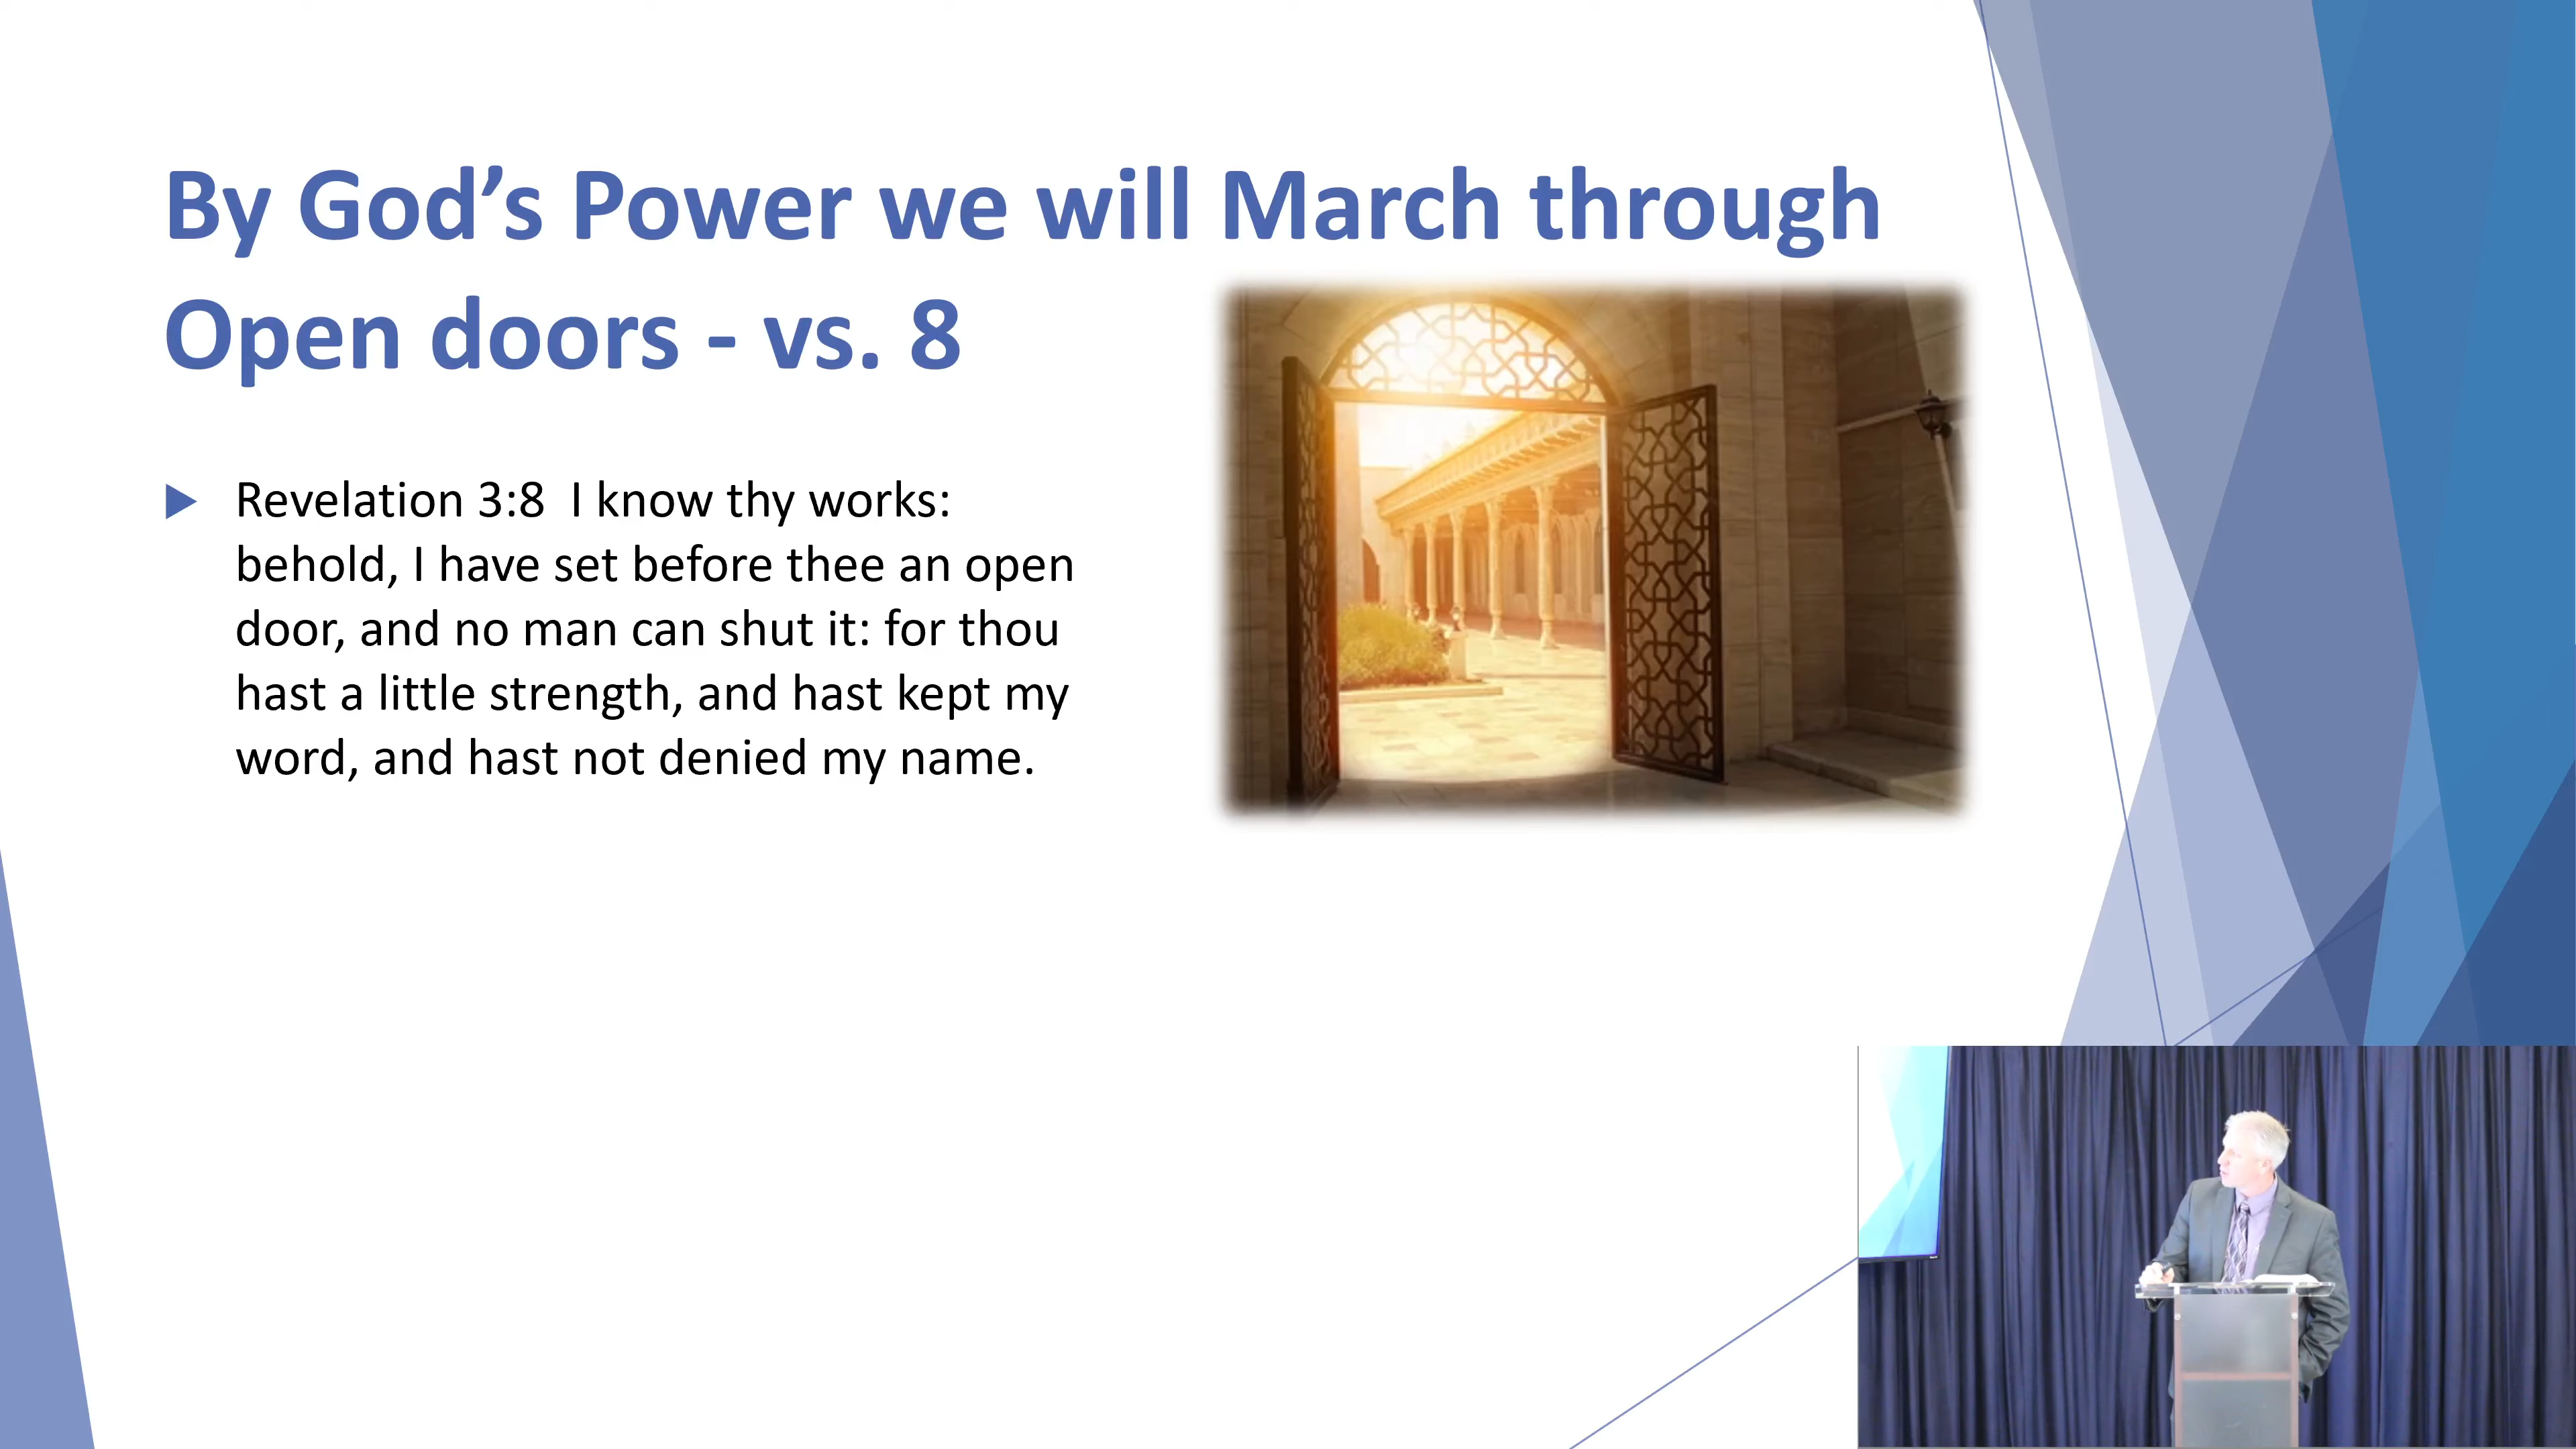 By God’s Power we will March through
Open doors - vs. 8
Revelation 3:8  I know thy works:
behold, I have set before thee an open
door, and no man can shut it: for thou
hast a little strength, and hast kept my
word, and hast not denied my name.